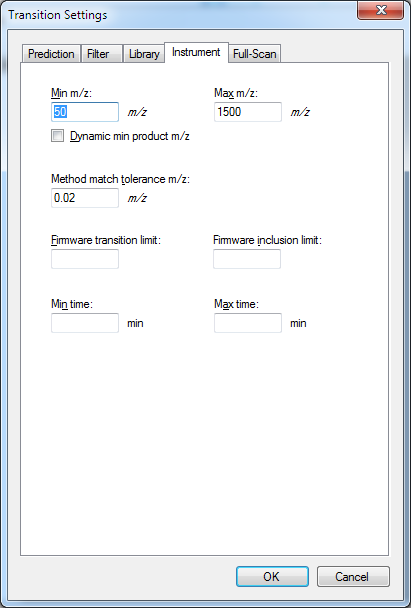 Transition Settings
Prediction Filter Library Instrument Full-Scan
Min m/z: Max m/z:
50 m/z 1500 m/z
Dynamic min product m/z
Method match tolerance m/z:
0.02 m/z
Firmware transition limit: Firmware inclusion limit:
Min time: Max time:
min min
OK Cancel